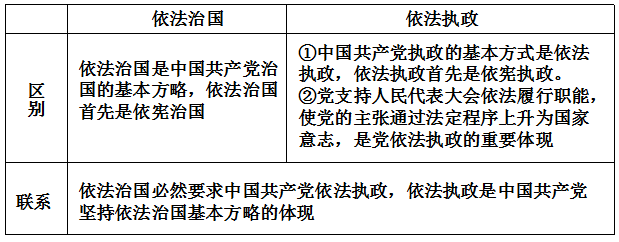 依法治国
依法执政
区
别
依法治国是中国共产党治
国的基本方略，依法治国
首先是依宪治国
①中国共产党执政的基本方式是依法
执政，依法执政首先是依宪执政。
②党支持人民代表大会依法履行职能，
使党的主张通过法定程序上升为国家
意志，是党依法执政的重要体现
联系
依法治国必然要求中国共产党依法执政，依法执政是中国共产党
坚持依法治国基本方略的体现